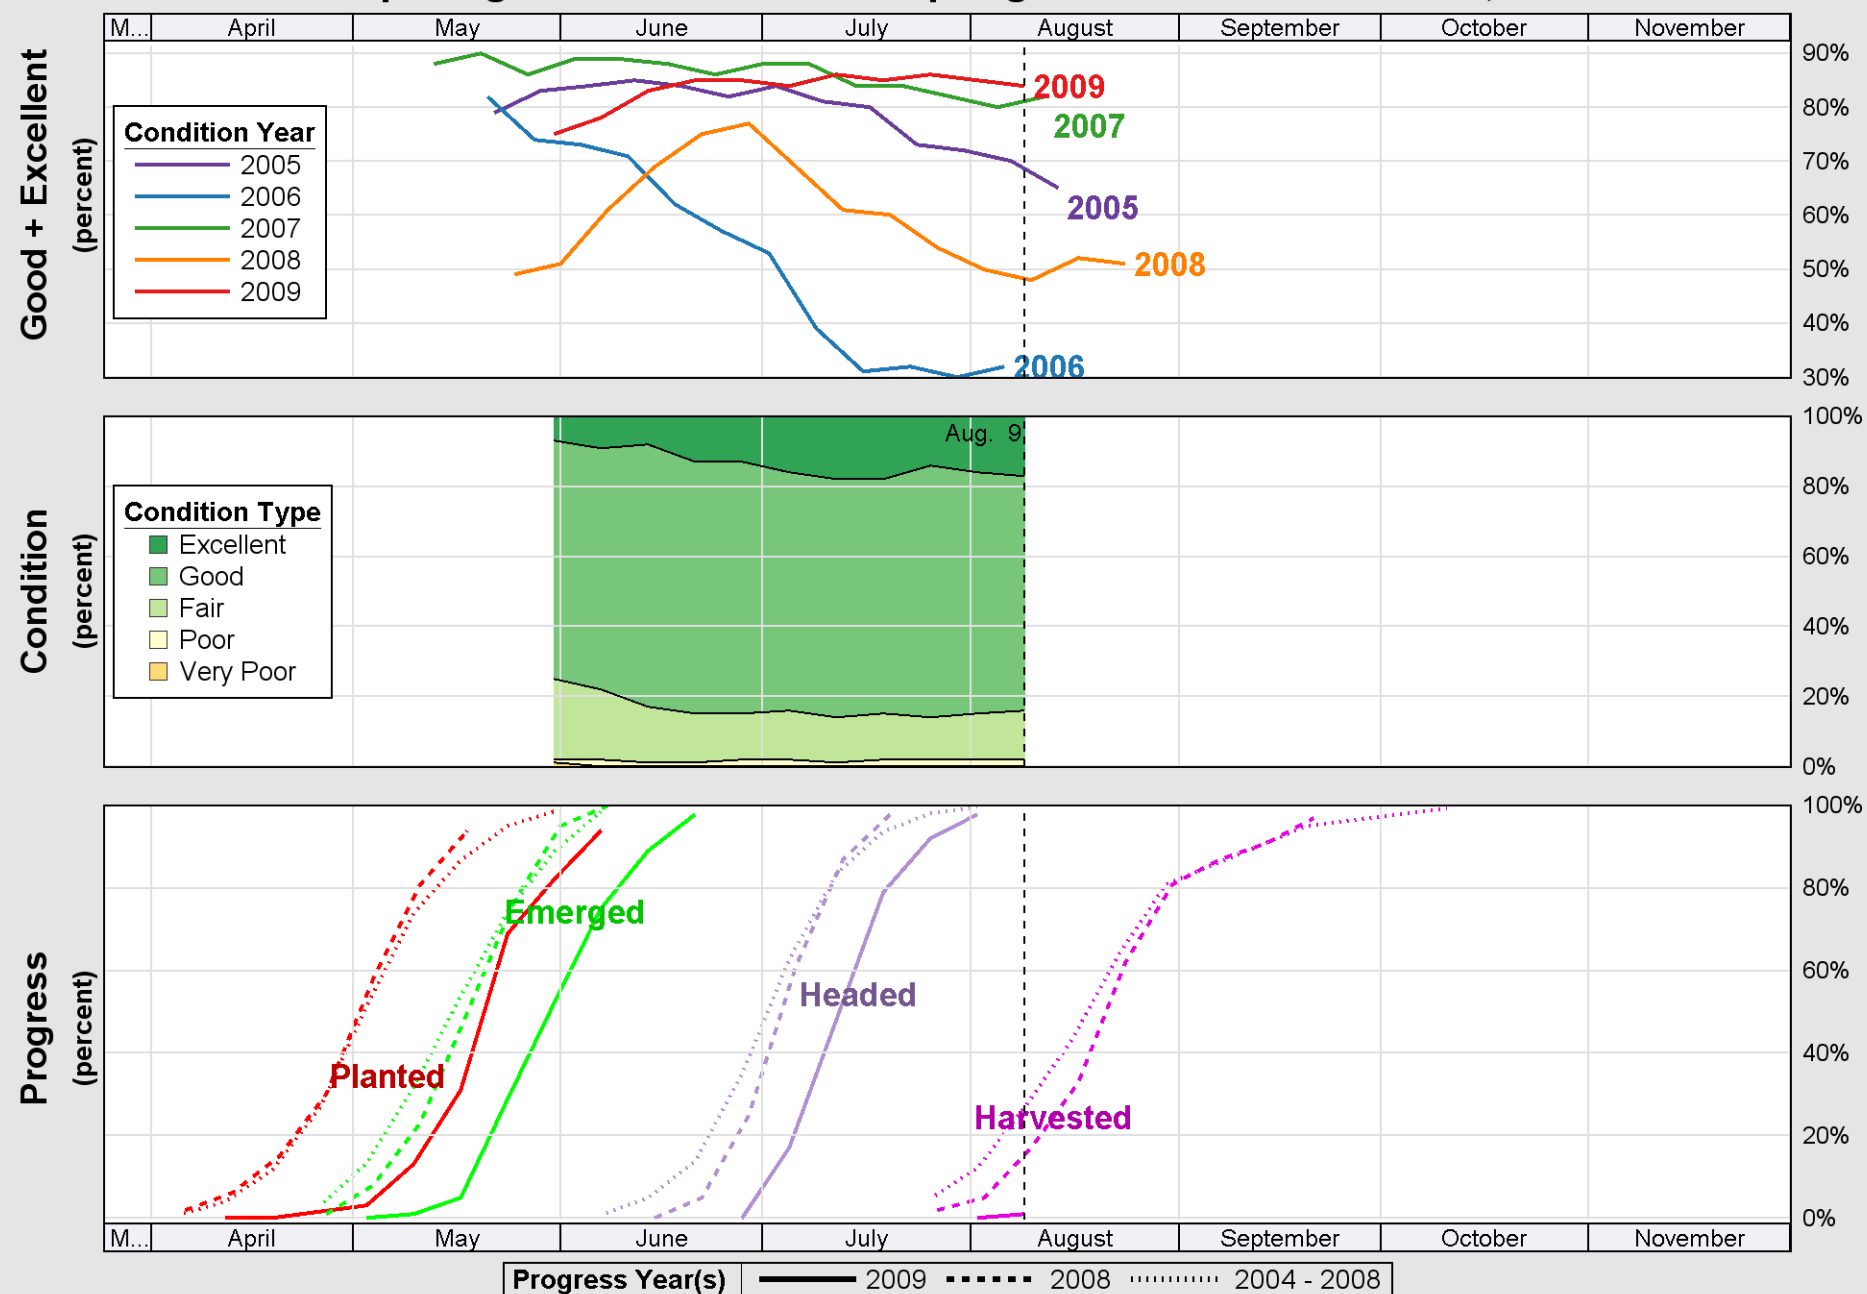 M... April May June July August September October November
Good + Excellent
(percent)
90%
80%
70%
60%
50%
40%
30%
Condition Year
2005
2006
2007
2008
2009
2009
2007
2005
2008
2006
Condition
(percent)
100%
80%
60%
40%
20%
0%
Aug. 9
Condition Type
Excellent
Good
Fair
Poor
Very Poor
Progress
(percent)
100%
80%
60%
40%
20%
0%
Emerged
Headed
Planted
Harvested
M... April May June July August September October November
Progress Year(s) 2009 2008 2004 - 2008